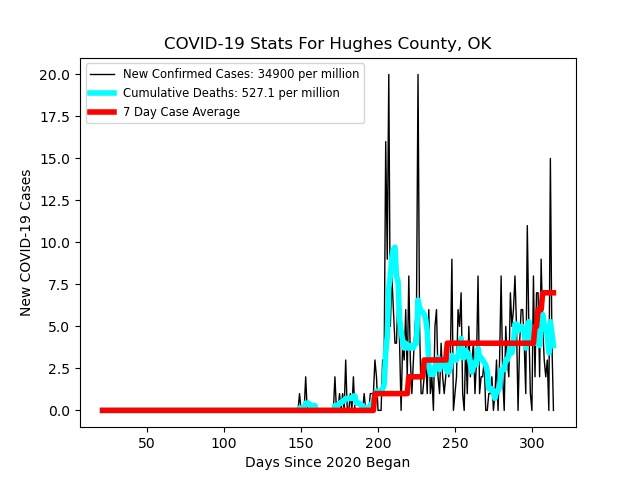 COVID-19 Stats For Hughes County, OK
New Confirmed Cases: 34900 per million
Cumulative Deaths: 527.1 per million
7 Day Case Average
20.0
17.5
15.0
12.5
10.0
7.5
5.0
2.5
0.0
New COVID-19 Cases
50 100 150 200 250 300
Days Since 2020 Began